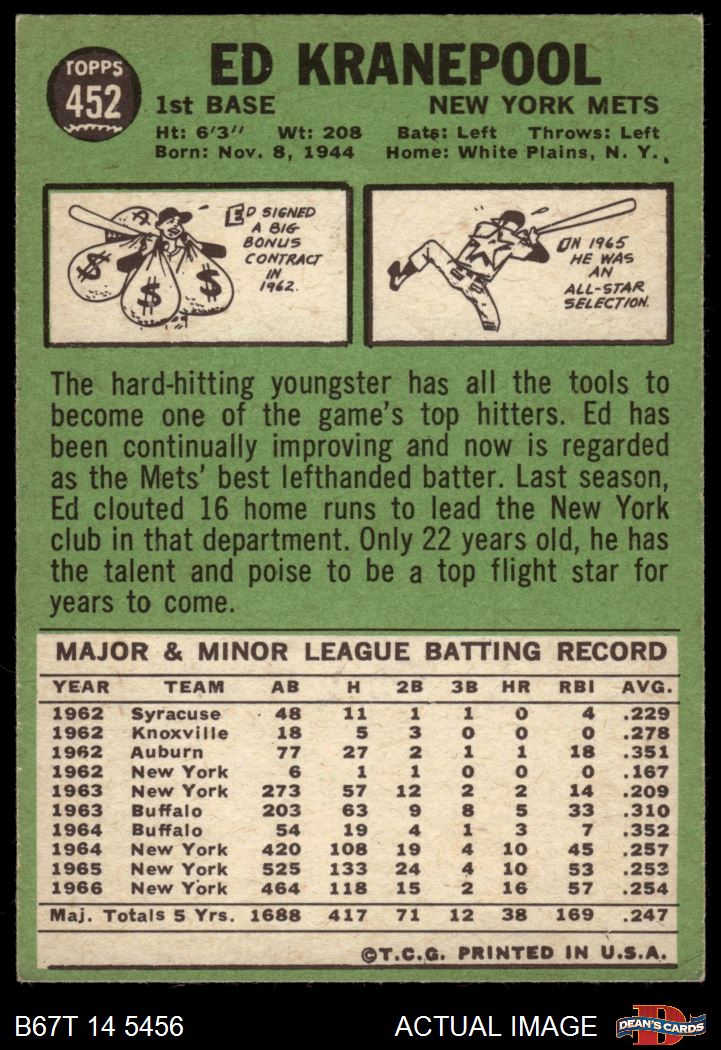 TOPPS
452
ED KRANEPOOL
1st BASE NEW YORK METS
Ht: 6'3" Wt: 208 Bats: Left Throws: Left
Born: Nov. 8, 1944 Home: White Plains, N. Y.
ED SIGNED
A BIG
BONUS
CONTRACT
IN
1962.
$ $ $
IN 1965
HE WAS
AN
ALL-STAR
SELECTION.
The hard-hitting youngster has all the tools to
become one of the game's top hitters. Ed has
been continually improving and now is regarded
as the Mets' best lefthanded batter. Last season,
Ed clouted 16 home runs to lead the New York
club in that department. Only 22 years old, he has
the talent and poise to be a top flight star for
years to come.
MAJOR & MINOR LEAGUE BATTING RECORD
YEAR TEAM AB H 2B 3B HR RBI AVG.
1962 Syracuse 48 11 1 1 0 4 .229
1962 Knoxville 18 5 3 0 0 0 .278
1962 Auburn 77 27 2 1 1 18 .351
1962 New York 6 1 1 0 0 0 .167
1963 New York 273 57 12 2 2 14 .209
1963 Buffalo 203 63 9 8 5 33 .310
1964 Buffalo 54 19 4 1 3 7 .352
1964 New York 420 108 19 4 10 45 .257
1965 New York 525 133 24 4 10 53 .253
1966 New York 464 118 15 2 16 57 .254
Maj. Totals 5 Yrs. 1688 417 71 12 38 169 .247
©T.C.G. PRINTED IN U.S.A.
B67T 14 5456 ACTUAL IMAGE
D
DEAN'S CARDS